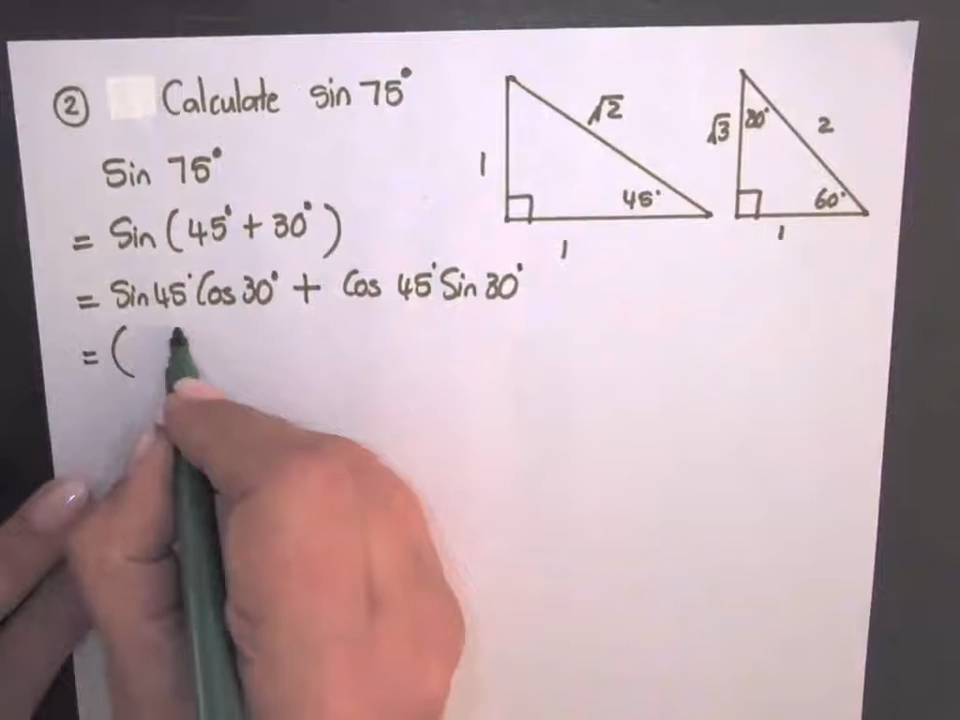 ② Calculate sin 75°
Sin 75°
= Sin (45° + 30°)
= Sin 45° Cos 30° + Cos 45° Sin 30°
= (
1
√2
45°
1
√3
30°
2
60°
1